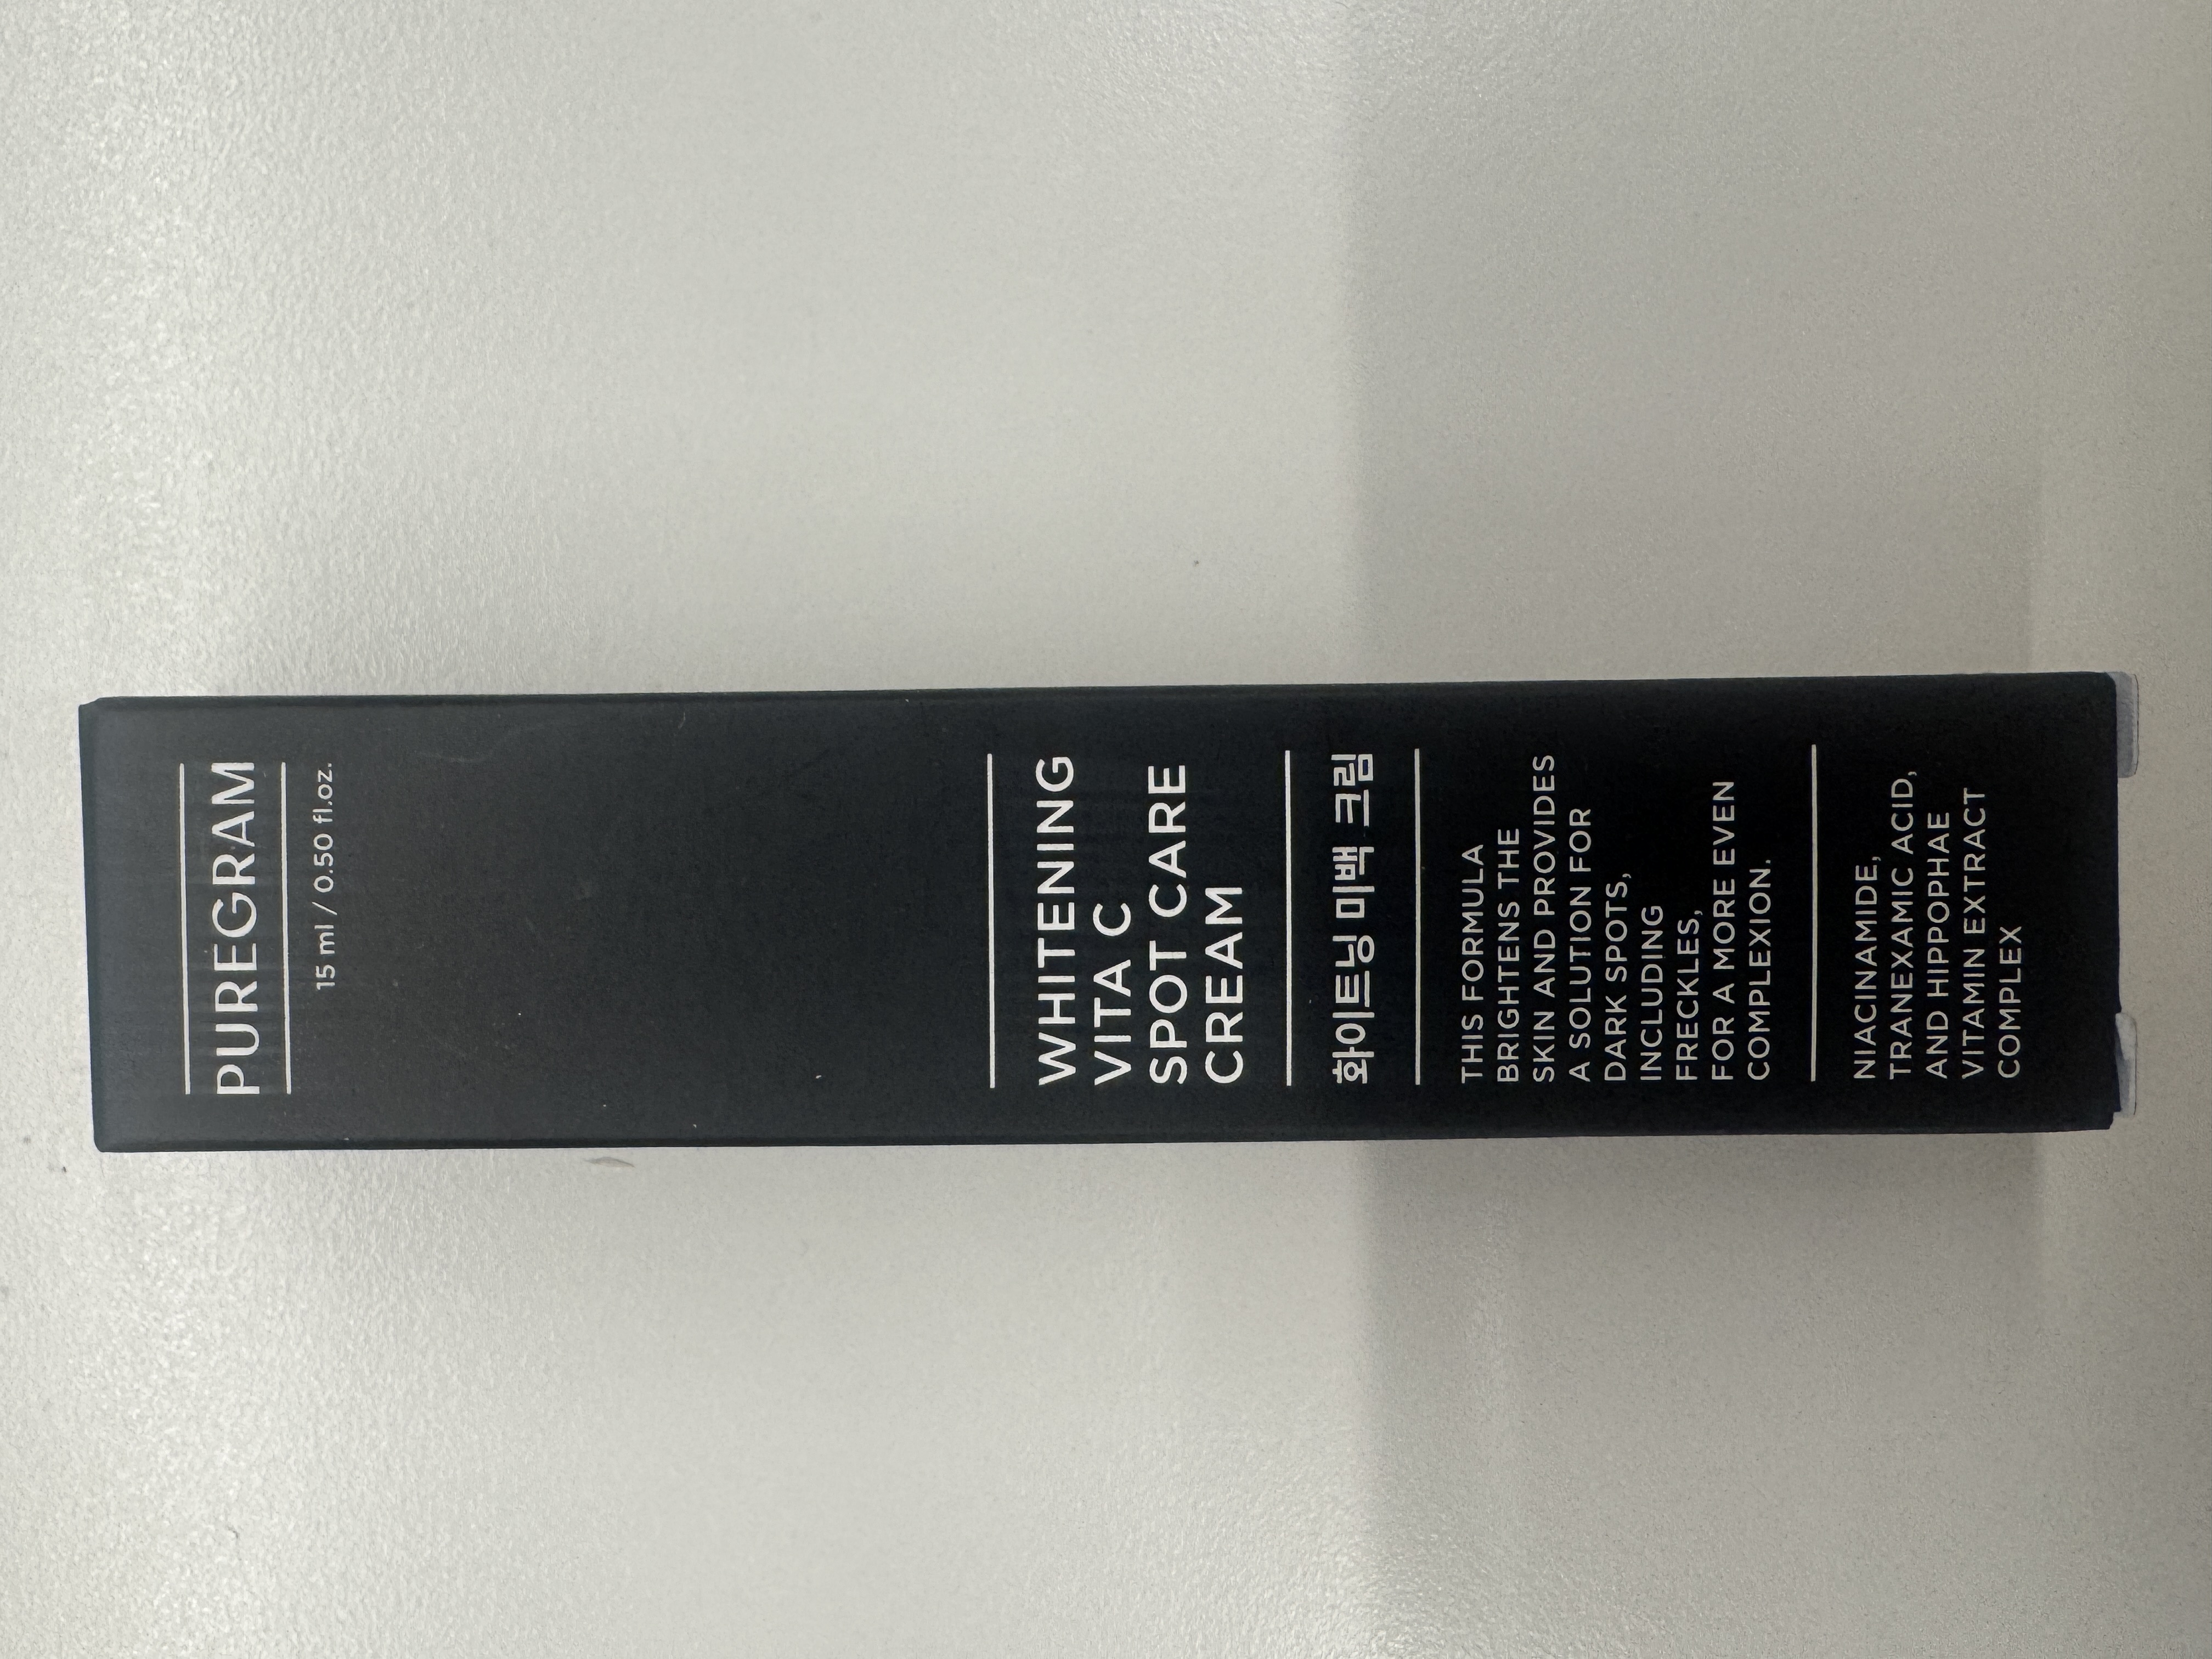 PUREGRAM
15 ml / 0.50 fl.oz.
WHITENING
VITA C
SPOT CARE
CREAM
화이트닝 미백 크림
THIS FORMULA
BRIGHTENS THE
SKIN AND PROVIDES
A SOLUTION FOR
DARK SPOTS,
INCLUDING
FRECKLES,
FOR A MORE EVEN
COMPLEXION.
NIACINAMIDE,
TRANEXAMIC ACID,
AND HIPPOPHAE
VITAMIN EXTRACT
COMPLEX